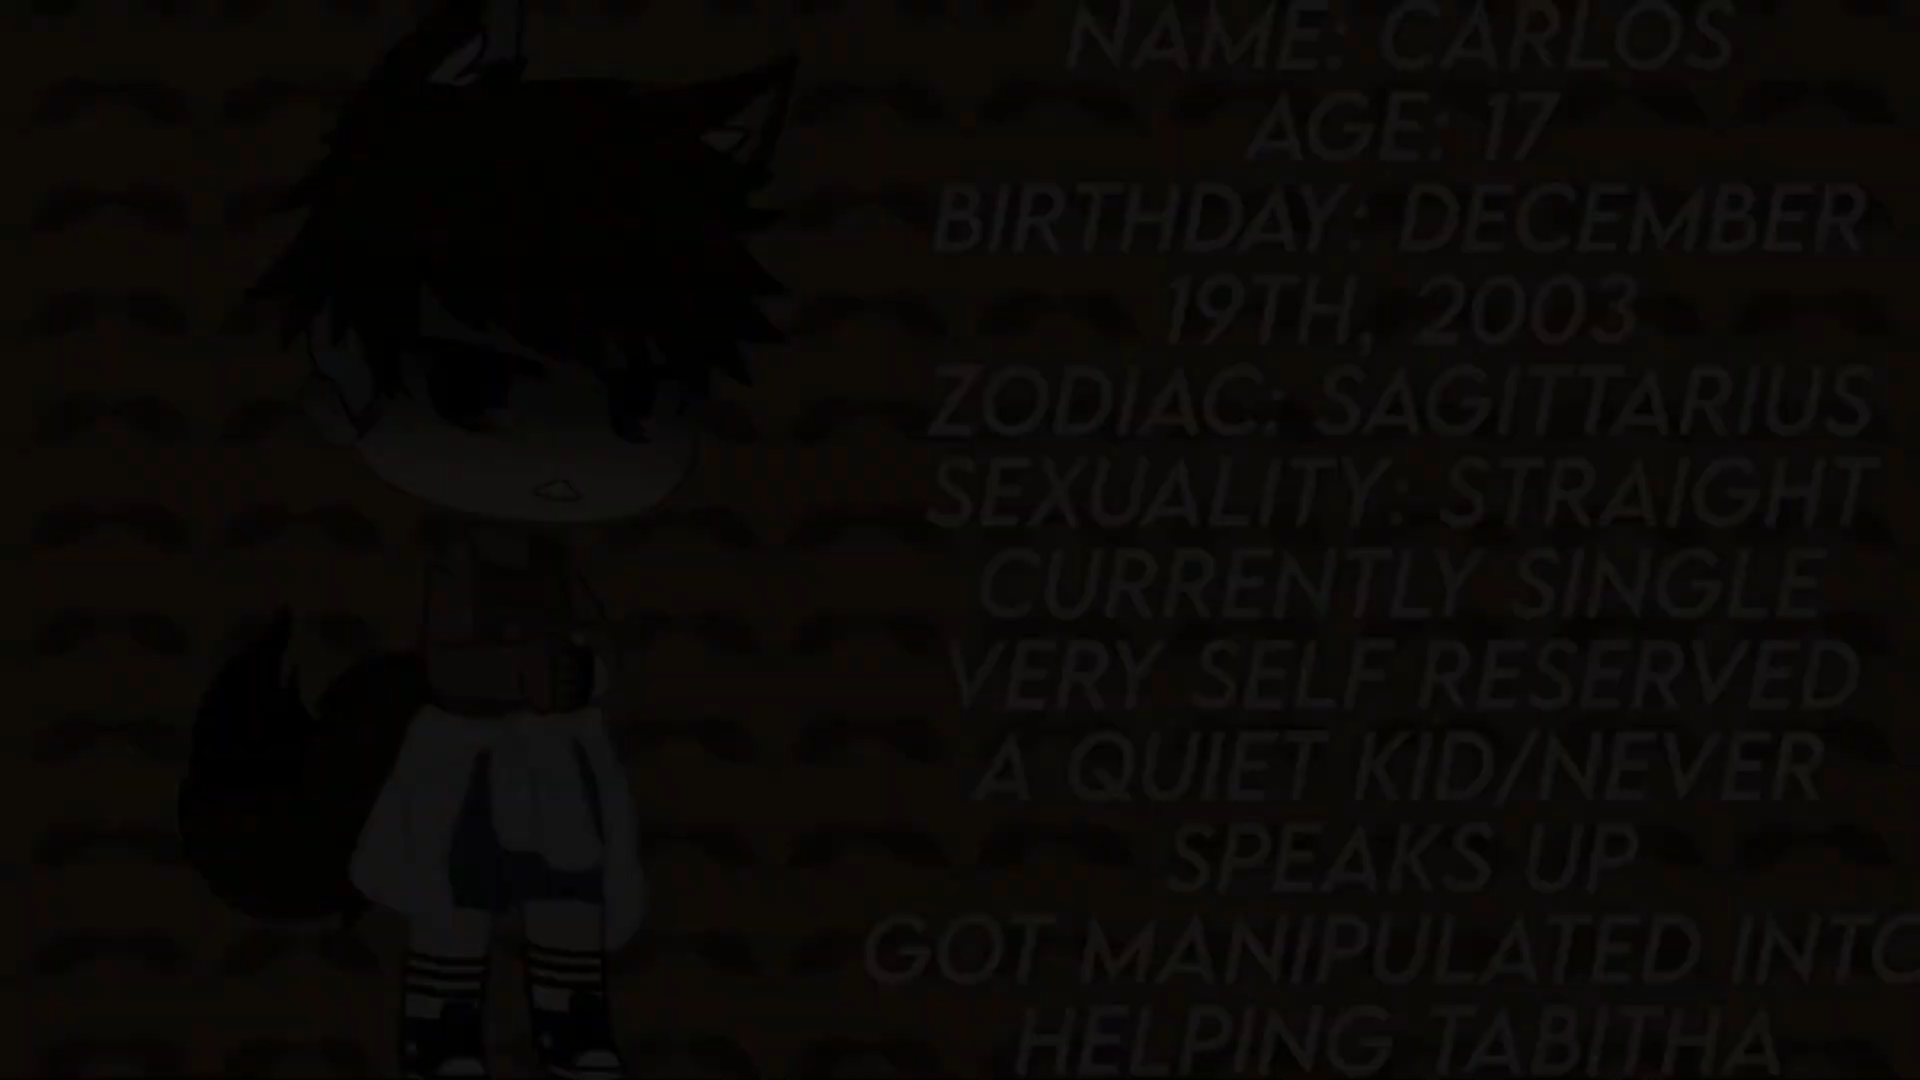 NAME: CARLOS
AGE: 17
BIRTHDAY: DECEMBER
19TH, 2003
ZODIAC: SAGITTARIUS
SEXUALITY: STRAIGHT
CURRENTLY SINGLE
VERY SELF RESERVED
A QUIET KID/NEVER
SPEAKS UP
GOT MANIPULATED INTO
HELPING TABITHA